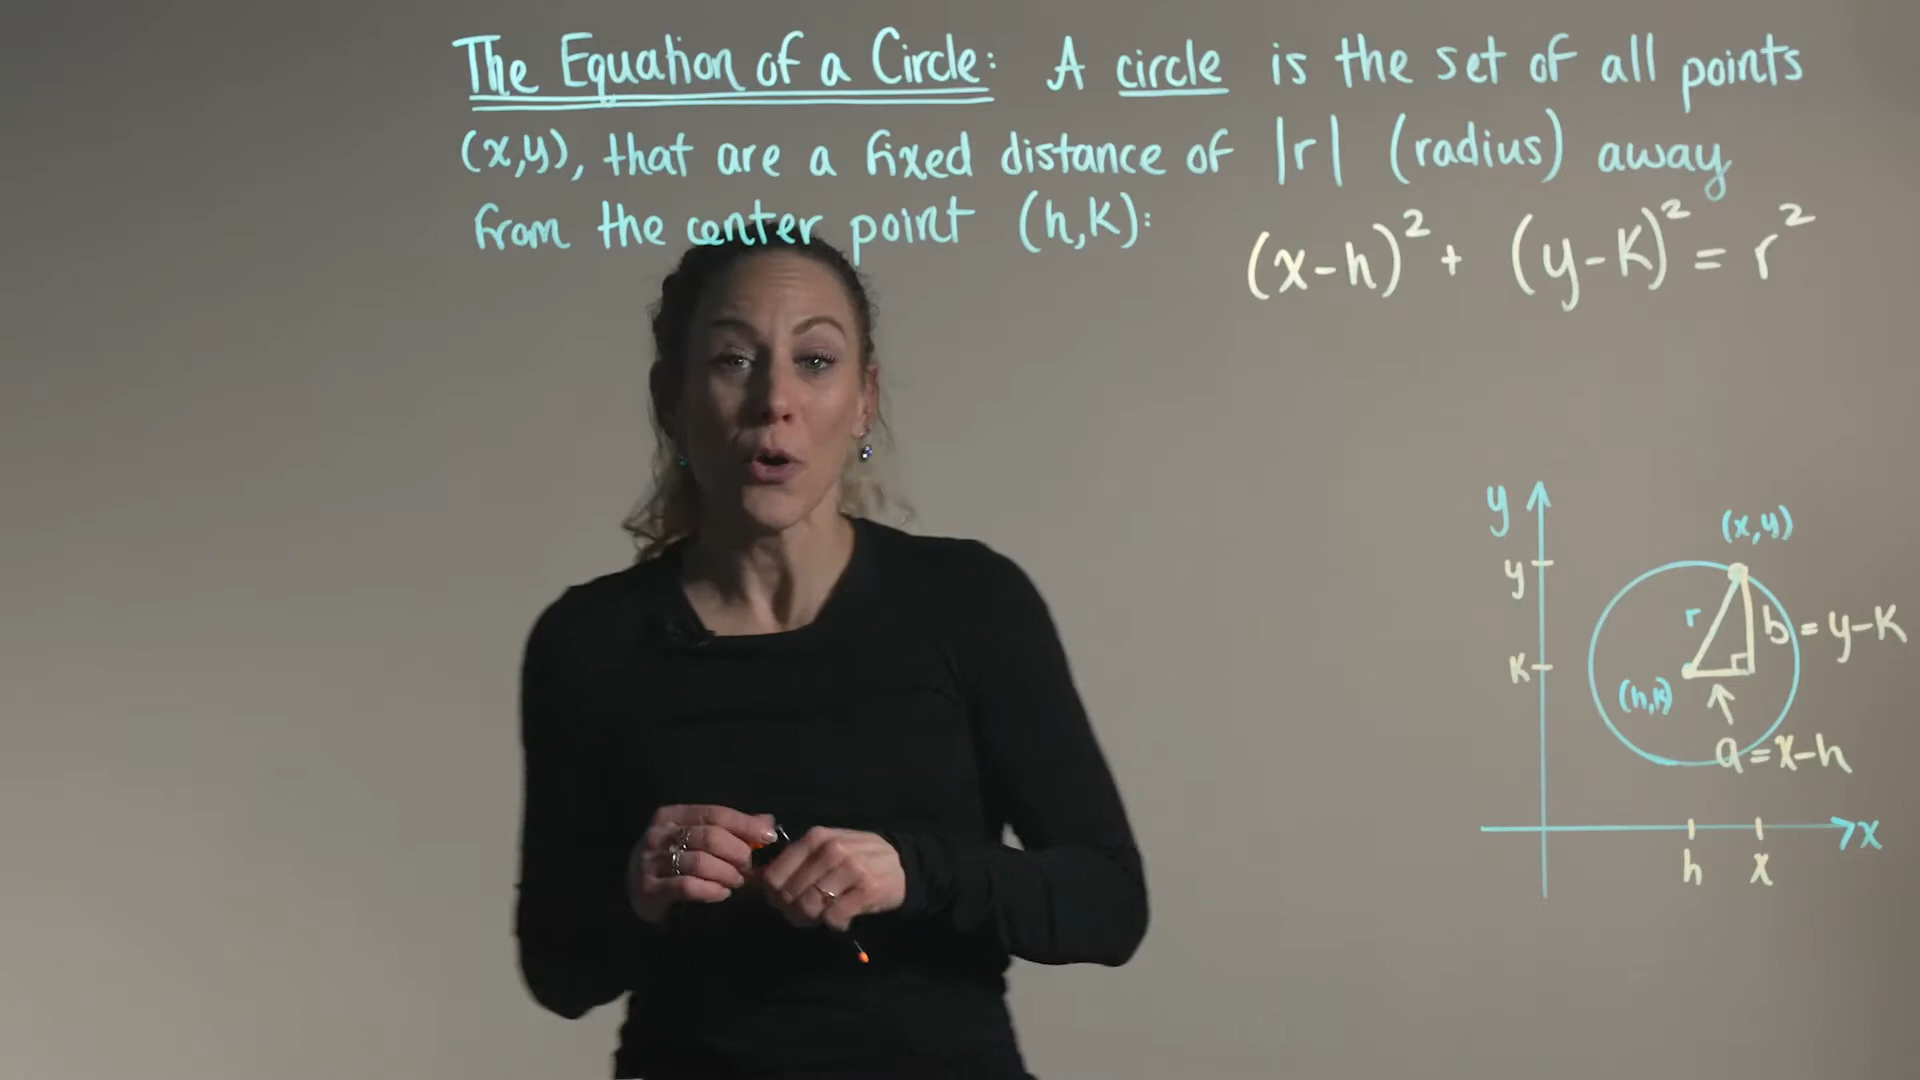 The Equation of a Circle: A circle is the set of all points
(x,y), that are a fixed distance of |r| (radius) away
from the center point (h,k):
(x-h)² + (y-k)² = r²
y
(x,y)
y
r
b = y-k
k
(h,k)
a = x-h
x
h
x